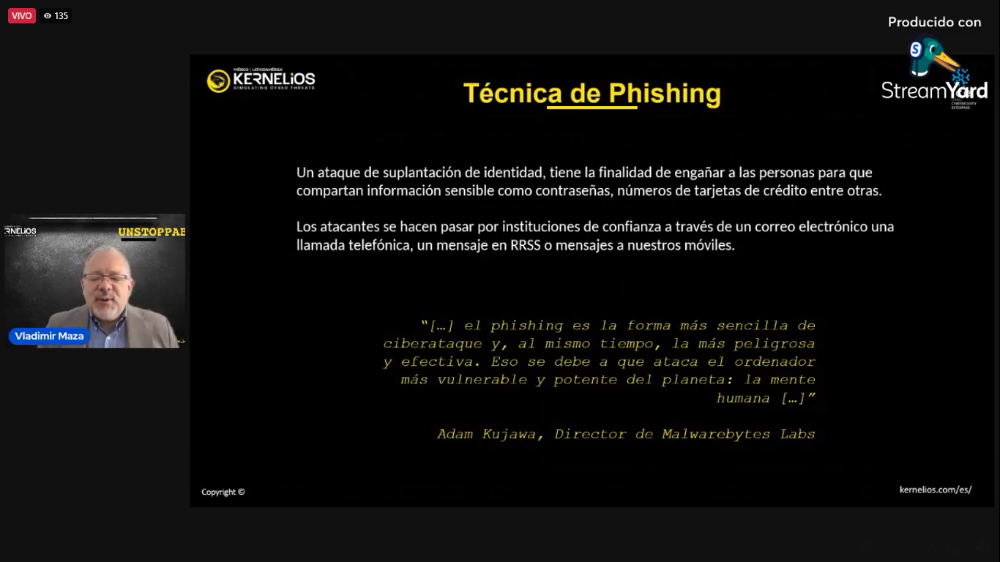 VIVO
135
Producido con
StreamYard
MÉXICO | LATINOAMÉRICA
KERNELiOS
SIMULATING CYBER THREATS
Técnica de Phishing
CYBERSECURITY
ENTERPRISE
Un ataque de suplantación de identidad, tiene la finalidad de engañar a las personas para que
compartan información sensible como contraseñas, números de tarjetas de crédito entre otras.
Los atacantes se hacen pasar por instituciones de confianza a través de un correo electrónico una
llamada telefónica, un mensaje en RRSS o mensajes a nuestros móviles.
RNELiOS
UNSTOPPAB
Vladimir Maza
“[…] el phishing es la forma más sencilla de
ciberataque y, al mismo tiempo, la más peligrosa
y efectiva. Eso se debe a que ataca el ordenador
más vulnerable y potente del planeta: la mente
humana […]”
Adam Kujawa, Director de Malwarebytes Labs
Copyright ©
kernelios.com/es/